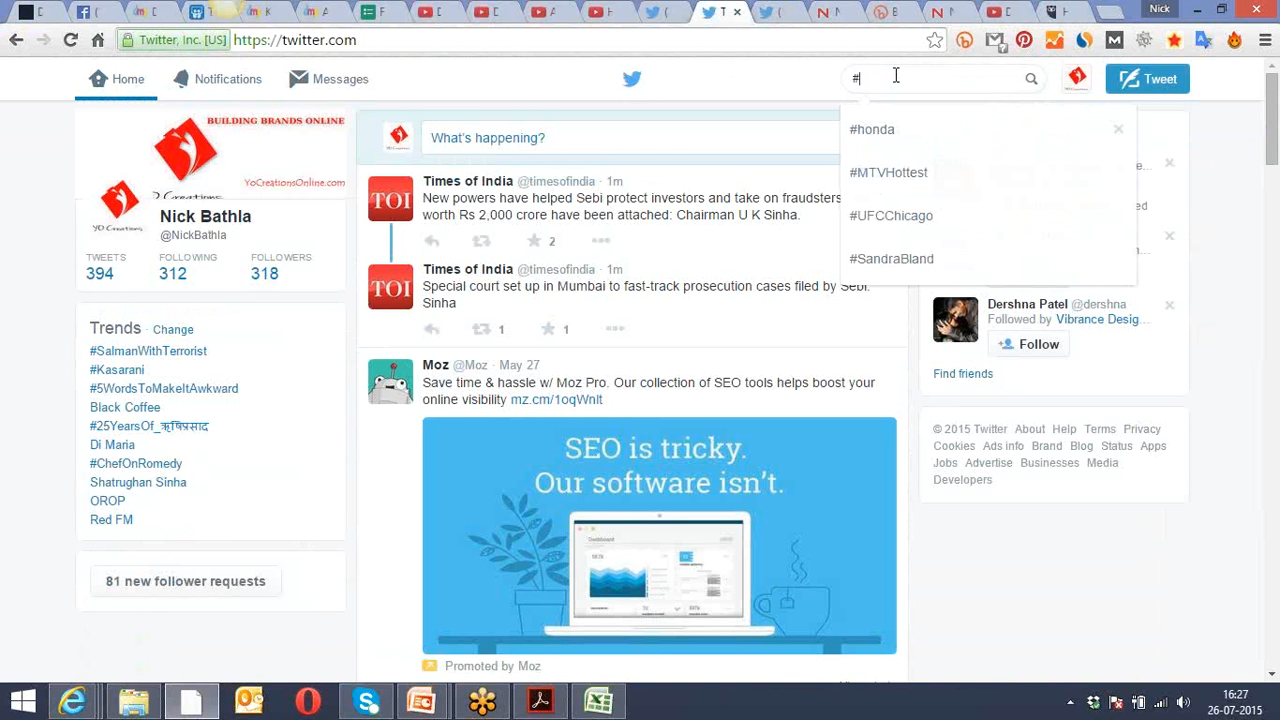 Nick
Twitter, Inc. [US]
https://twitter.com
Home
Notifications
Messages
#
Tweet
#honda
#MTVHottest
#UFCChicago
#SandraBland
BUILDING BRANDS ONLINE
YoCreationsOnline.com
Nick Bathla
@NickBathla
TWEETS
FOLLOWING
FOLLOWERS
394
312
318
What's happening?
Times of India @timesofindia · 1m
New powers have helped Sebi protect investors and take on fraudsters
worth Rs 2,000 crore have been attached: Chairman U K Sinha.
2
Times of India @timesofindia · 1m
Special court set up in Mumbai to fast-track prosecution cases filed by Sebi:
Sinha
1
1
Moz @Moz · May 27
Save time & hassle w/ Moz Pro. Our collection of SEO tools helps boost your
online visibility mz.cm/1oqWnIt
SEO is tricky.
Our software isn't.
Promoted by Moz
Trends · Change
#SalmanWithTerrorist
#Kasarani
#5WordsToMakeItAwkward
Black Coffee
#25YearsOf_ऋषिप्रसाद
Di Maria
#ChefOnRomedy
Shatrughan Sinha
OROP
Red FM
81 new follower requests
Dershna Patel @dershna
Followed by Vibrance Desig...
Follow
Find friends
© 2015 Twitter About Help Terms Privacy
Cookies Ads info Brand Blog Status Apps
Jobs Advertise Businesses Media
Developers
TOI
TOI
16:27
26-07-2015